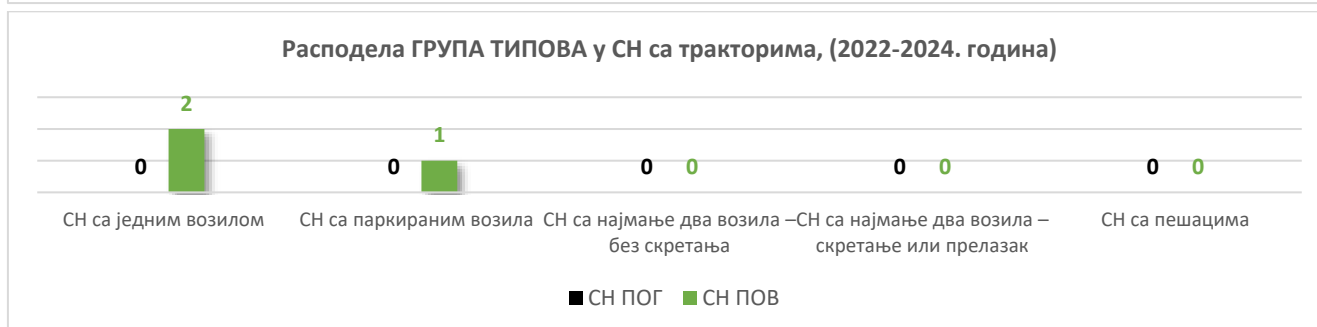 Расподела ГРУПА ТИПОВА у СН са тракторима, (2022-2024. година)
2
1
0 0 0 0 0 0 0 0
СН са једним возилом СН са паркираним возила СН са најмање два возила – без скретања СН са најмање два возила – скретање или прелазак СН са пешацима
СН ПОГ СН ПОВ